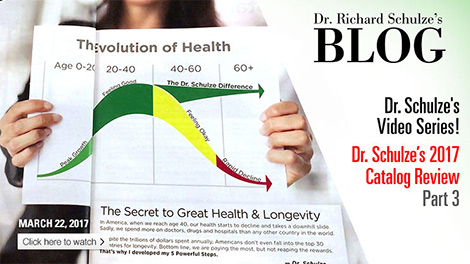 Dr. Richard Schulze's
BLOG
Dr. Schulze's
Video Series!
Dr. Schulze's 2017
Catalog Review
Part 3
The volution of Health
Age 0-20 20-40 40-60 60+
Feeling Good
The Dr. Schulze Difference
Peak Growth
Feeling Okay
Rapid Decline
MARCH 22, 2017
Click here to watch >
The Secret to Great Health & Longevity
In America, when we reach age 40, our health starts to decline and takes a downhill slide.
Sadly, we spend more on doctors, drugs and hospitals than any other country in the world.
spite the trillions of dollars spent annually, Americans don't even fall into the top 30
ntries for longevity. Bottom line, we are paying the most, but not reaping the rewards.
That's why I developed my 5 Powerful Steps.